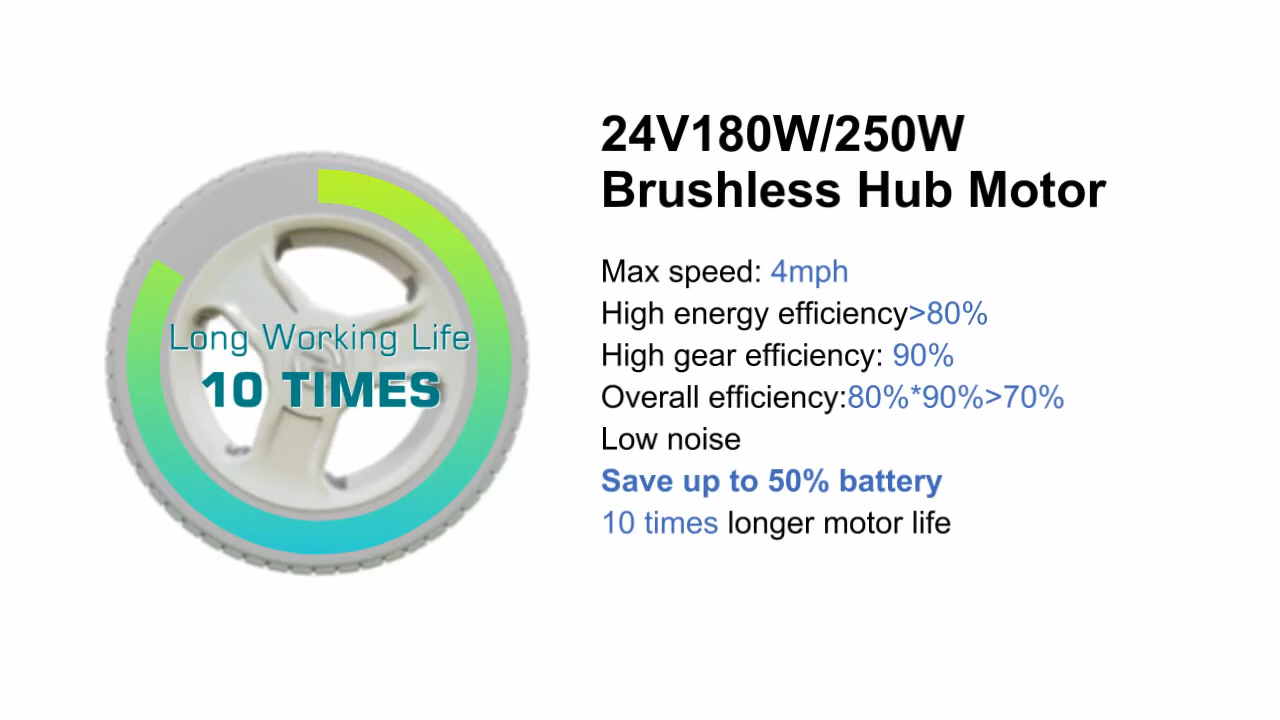 24V180W/250W
Brushless Hub Motor
Max speed: 4mph
High energy efficiency>80%
High gear efficiency: 90%
Overall efficiency:80%*90%>70%
Low noise
Save up to 50% battery
10 times longer motor life
Long Working Life
10 TIMES